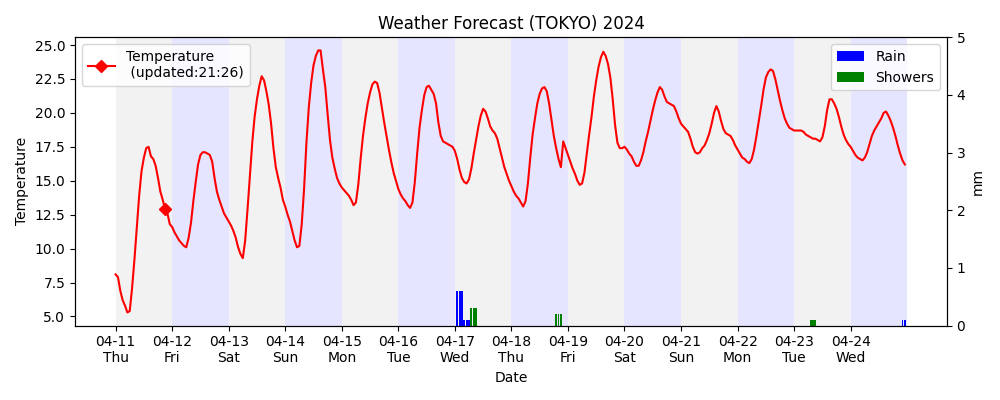 Weather Forecast (TOKYO) 2024
Temperature
(updated:21:26)
Rain
Showers
25.0
22.5
20.0
17.5
15.0
12.5
10.0
7.5
5.0
Temperature
5
4
3
2
1
0
mm
04-11 04-12 04-13 04-14 04-15 04-16 04-17 04-18 04-19 04-20 04-21 04-22 04-23 04-24
Thu Fri Sat Sun Mon Tue Wed Thu Fri Sat Sun Mon Tue Wed
Date